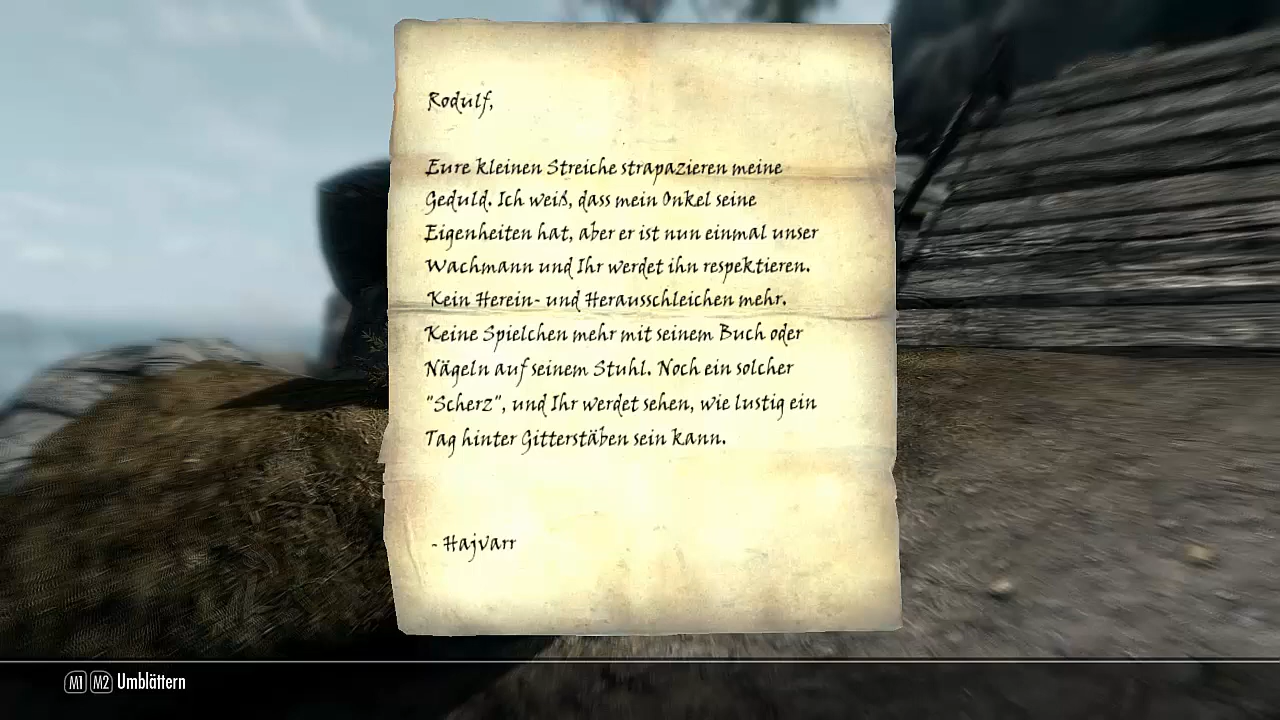 Rodulf,
Eure kleinen Streiche strapazieren meine
Geduld. Ich weiß, dass mein Onkel seine
Eigenheiten hat, aber er ist nun einmal unser
Wachmann und Ihr werdet ihn respektieren.
Kein Herein- und Herausschleichen mehr.
Keine Spielchen mehr mit seinem Buch oder
Nägeln auf seinem Stuhl. Noch ein solcher
"Scherz", und Ihr werdet sehen, wie lustig ein
Tag hinter Gitterstäben sein kann.
- Hajvarr
M1 M2 Umblättern